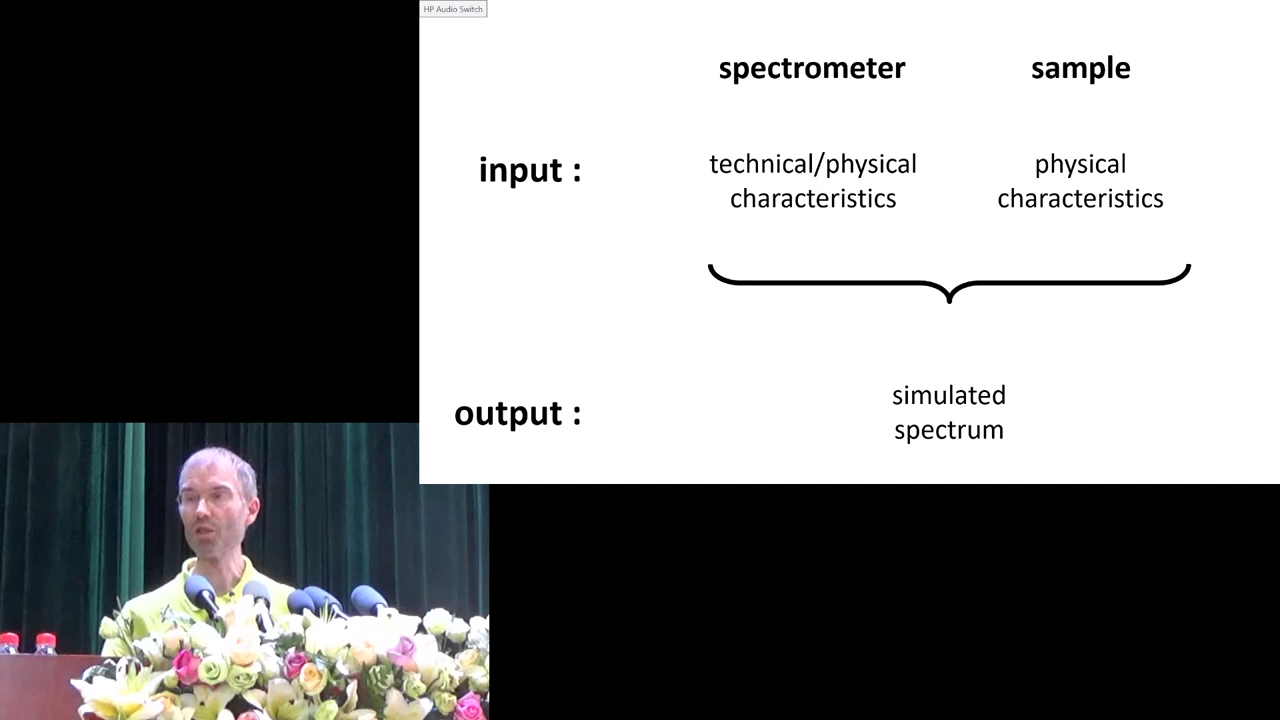 HP Audio Switch
spectrometer sample
input : technical/physical physical
characteristics characteristics
output : simulated
spectrum